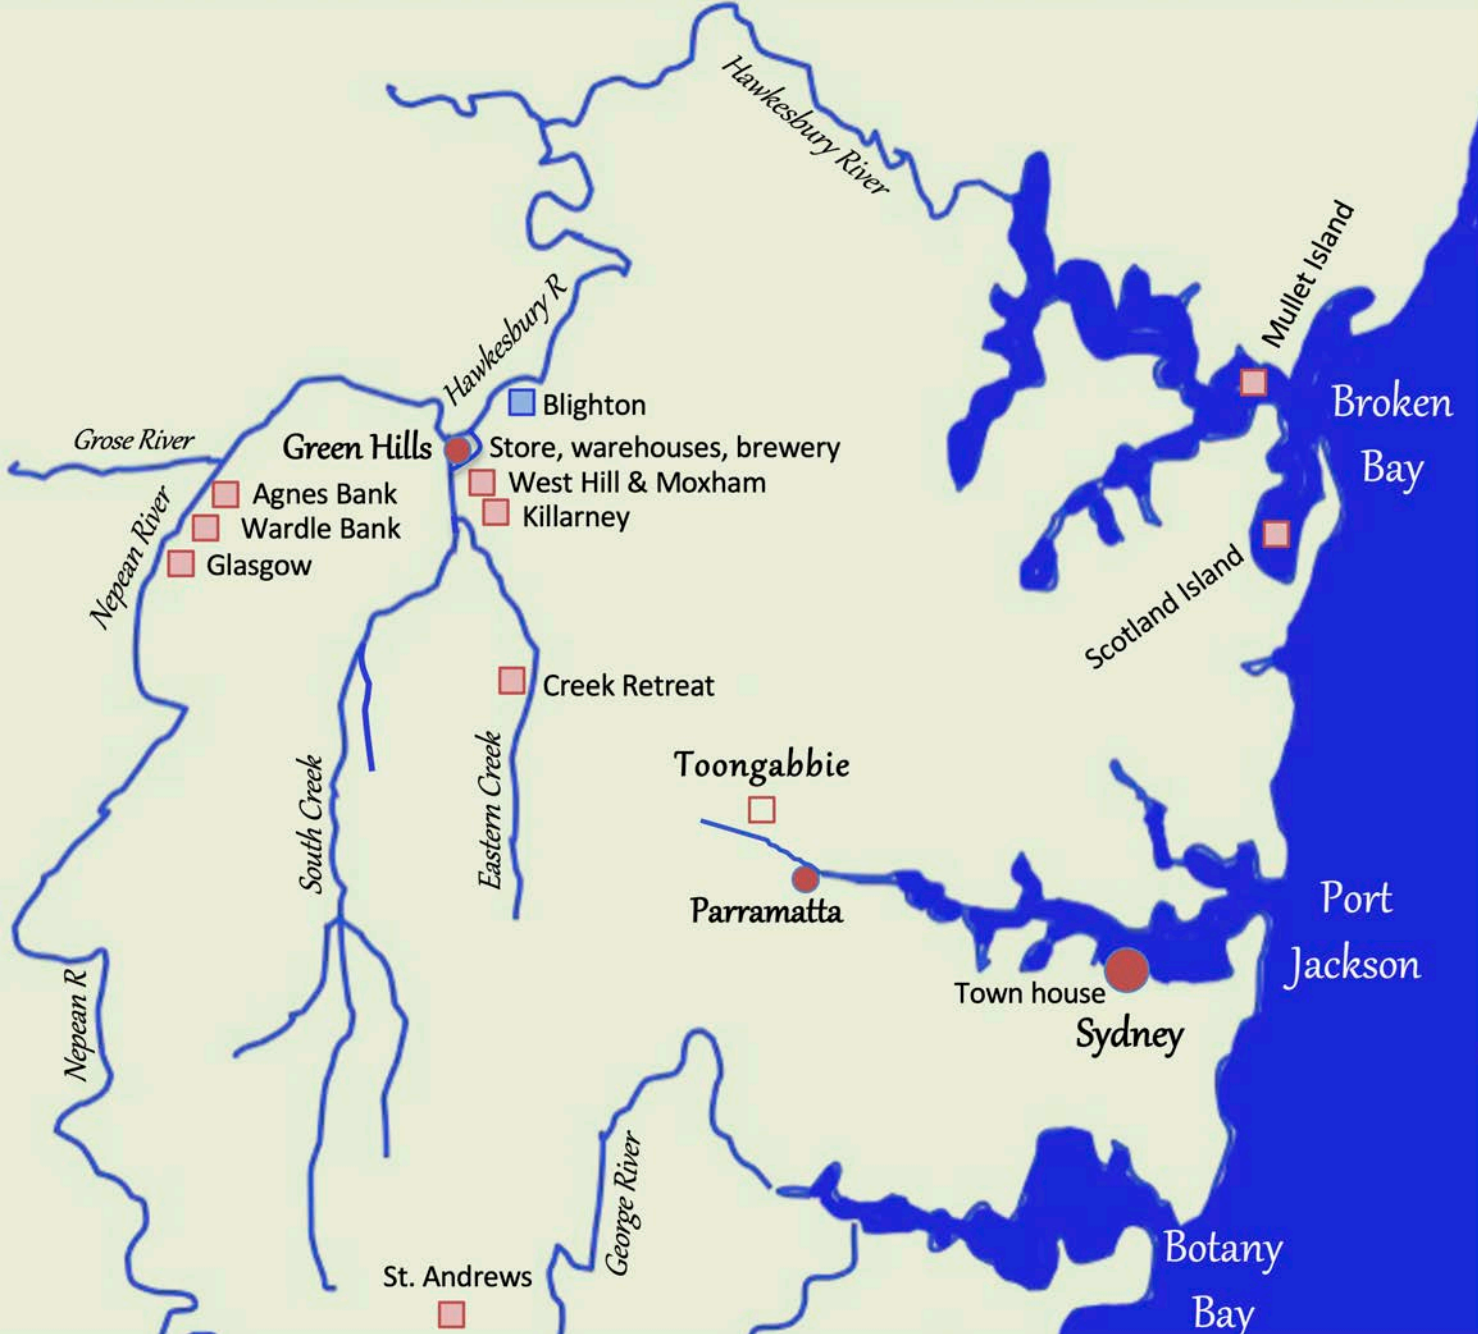 Hawkesbury River
Mullet Island
Hawkesbury R
Broken
Bay
Blighton
Grose River
Green Hills
Store, warehouses, brewery
West Hill & Moxham
Agnes Bank
Killarney
Wardle Bank
Nepean River
Glasgow
Scotland Island
Creek Retreat
Toongabbie
South Creek
Eastern Creek
Parramatta
Port
Jackson
Town house
Sydney
Nepean R
George River
Botany
Bay
St. Andrews